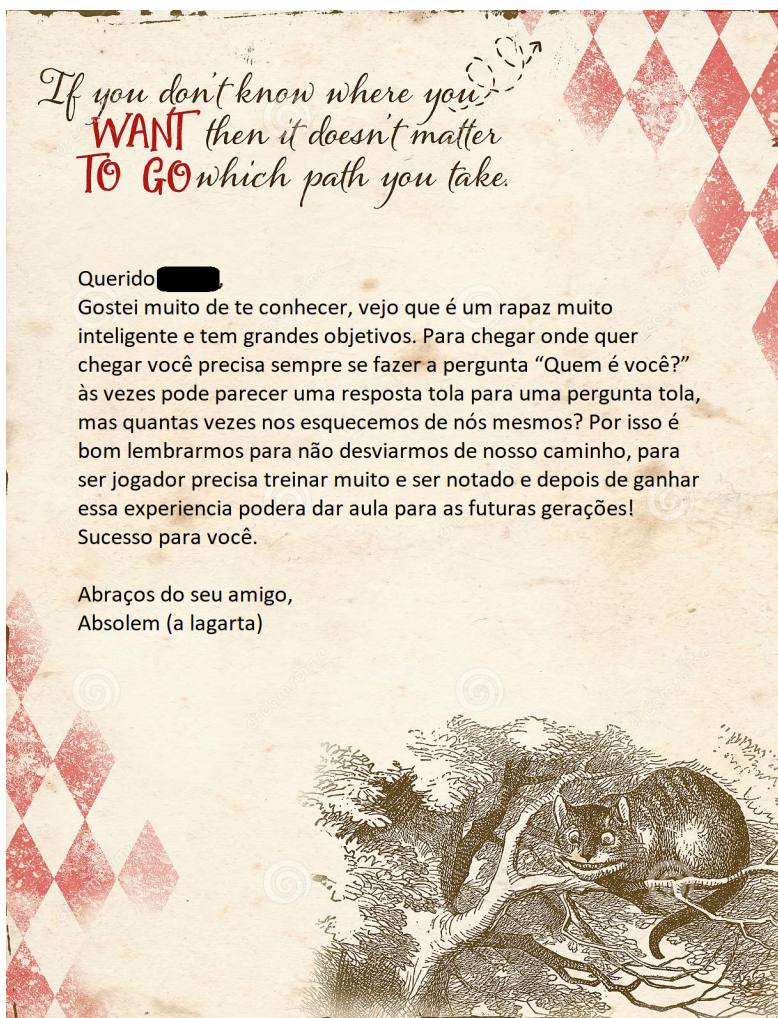 If you don't know where you
WANT then it doesn't matter
TO GO which path you take.
Querido ,
Gostei muito de te conhecer, vejo que é um rapaz muito
inteligente e tem grandes objetivos. Para chegar onde quer
chegar você precisa sempre se fazer a pergunta “Quem é você?”
às vezes pode parecer uma resposta tola para uma pergunta tola,
mas quantas vezes nos esquecemos de nós mesmos? Por isso é
bom lembrarmos para não desviarmos de nosso caminho, para
ser jogador precisa treinar muito e ser notado e depois de ganhar
essa experiencia podera dar aula para as futuras gerações!
Sucesso para você.
Abraços do seu amigo,
Absolem (a lagarta)